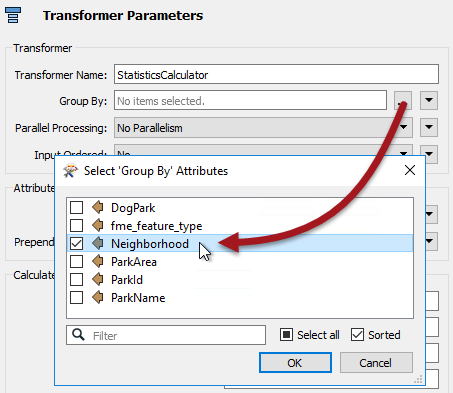 Transformer Parameters
Transformer
Transformer Name: StatisticsCalculator
Group By: No items selected.
Parallel Processing: No Parallelism
Input Ordered: No
Select 'Group By' Attributes
DogPark
fme_feature_type
Neighborhood
ParkArea
ParkId
ParkName
Filter
Select all
Sorted
OK
Cancel
Attribute
Prepend
Calculate